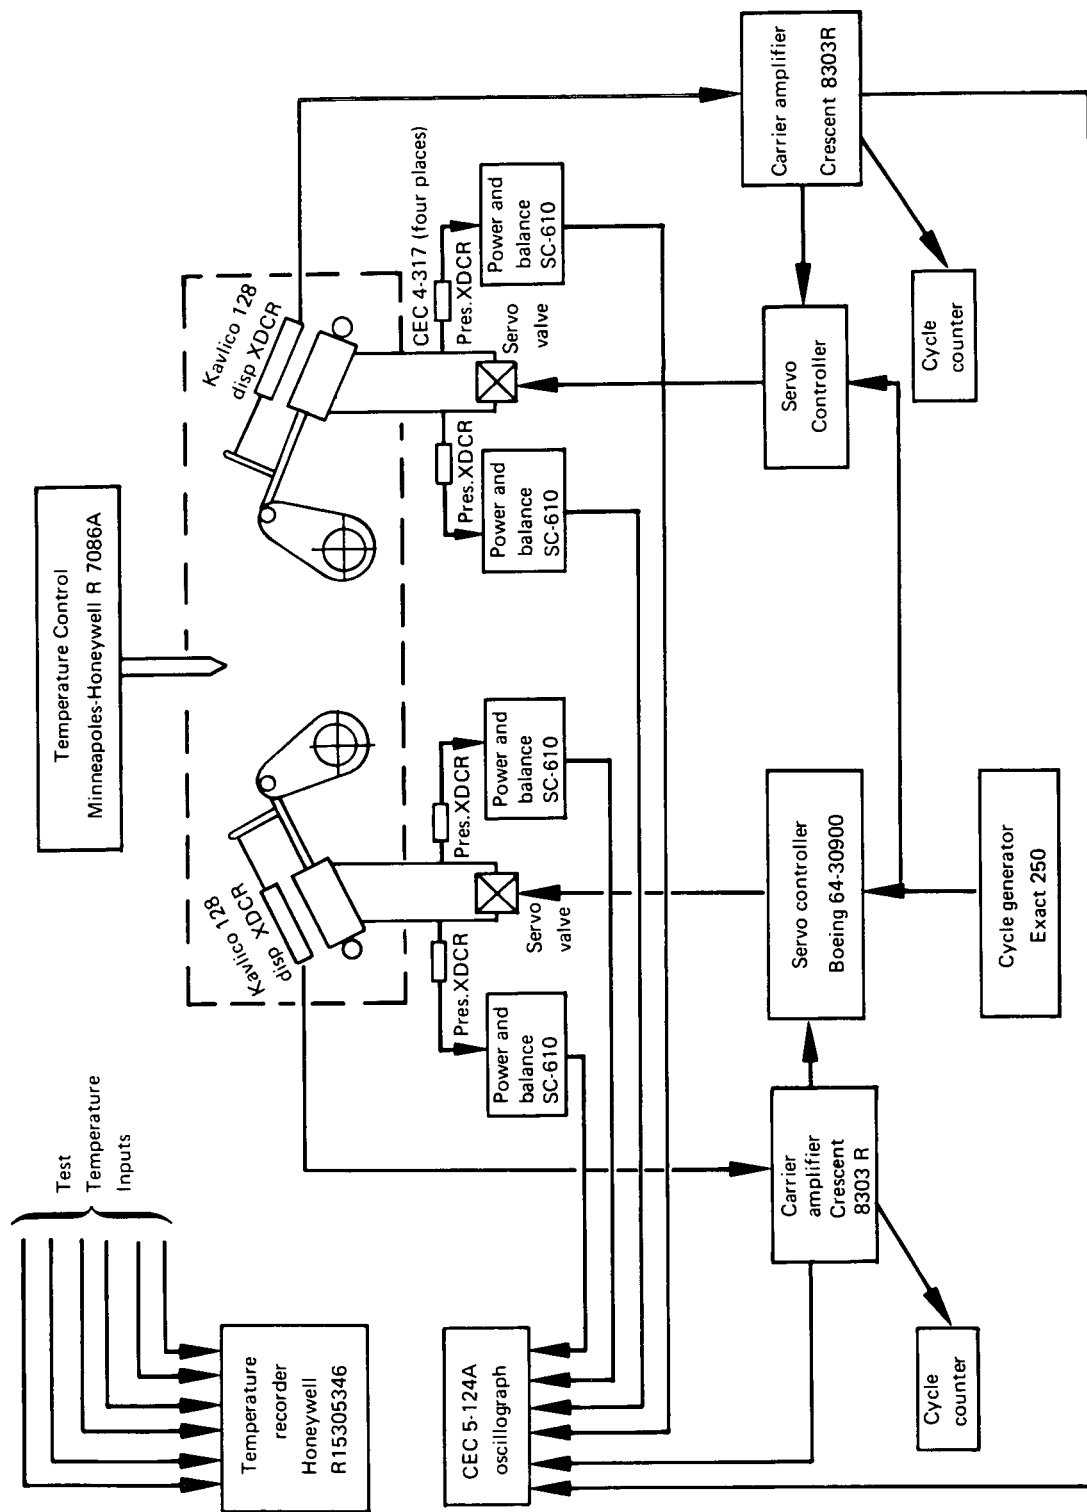 Test
Temperature
Inputs
Temperature
recorder
Honeywell
R15305346
Temperature Control
Minneapoles-Honeywell R 7086A
Kavlico 128
disp XDCR
Kavlico 128
disp XDCR
CEC 4-317 (four places)
Pres.XDCR
Pres.XDCR
Pres.XDCR
Pres.XDCR
Servo
valve
Servo
valve
Power and
balance
SC-610
Power and
balance
SC-610
Power and
balance
SC-610
Power and
balance
SC-610
CEC 5-124A
oscillograph
Carrier
amplifier
Crescent
8303 R
Servo controller
Boeing 64-30900
Servo
Controller
Carrier amplifier
Crescent 8303R
Cycle
counter
Cycle generator
Exact 250
Cycle
counter